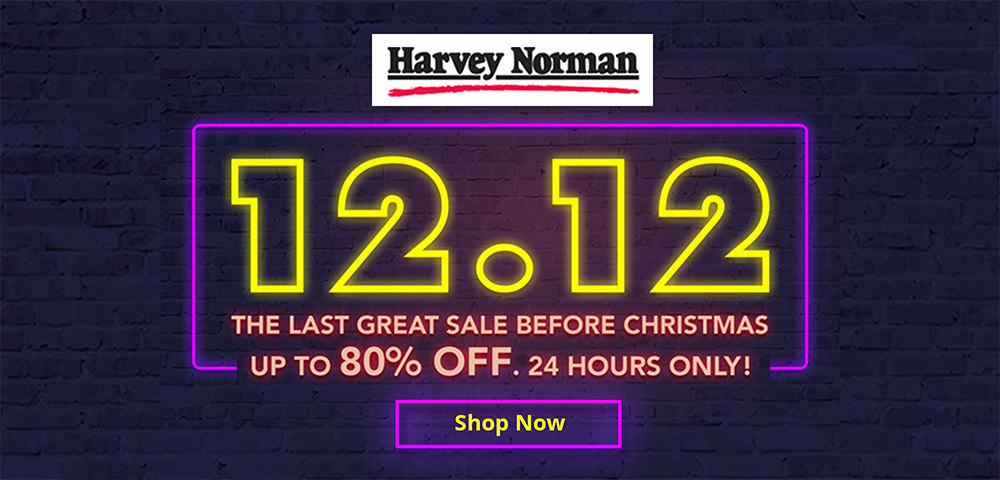 Harvey Norman
12.12
THE LAST GREAT SALE BEFORE CHRISTMAS
UP TO 80% OFF. 24 HOURS ONLY!
Shop Now